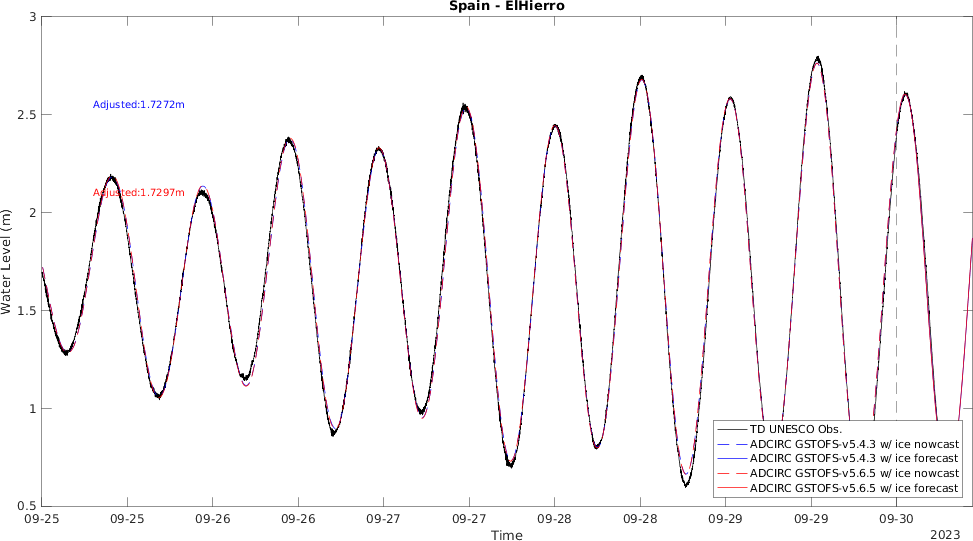 Spain - ElHierro
3
2.5
2
1.5
1
0.5
Water Level (m)
Adjusted:1.7272m
Adjusted:1.7297m
TD UNESCO Obs.
ADCIRC GSTOFS-v5.4.3 w/ ice nowcast
ADCIRC GSTOFS-v5.4.3 w/ ice forecast
ADCIRC GSTOFS-v5.6.5 w/ ice nowcast
ADCIRC GSTOFS-v5.6.5 w/ ice forecast
09-25 09-25 09-26 09-26 09-27 09-27 09-28 09-28 09-29 09-29 09-30
Time
2023